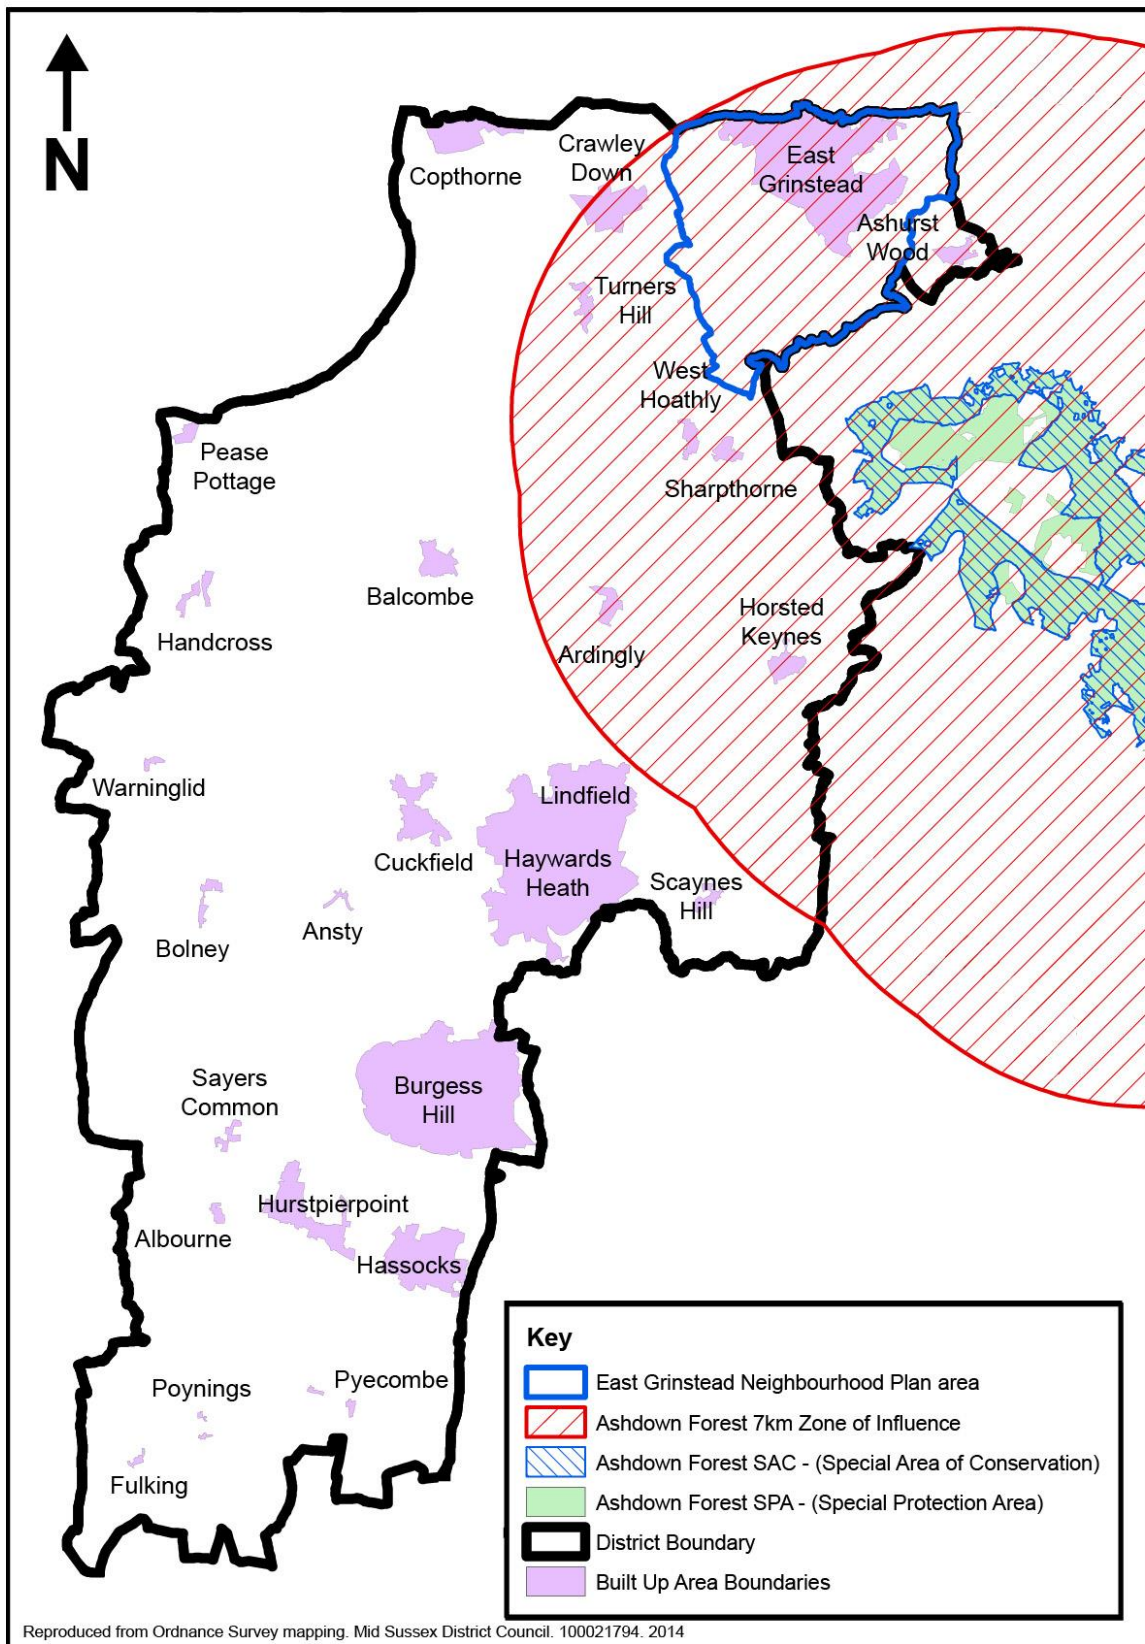 N
Copthorne
Crawley
Down
East
Grinstead
Ashurst
Wood
Turners
Hill
West
Hoathly
Pease
Pottage
Sharpthorne
Balcombe
Handcross
Horsted
Keynes
Ardingly
Warninglid
Lindfield
Cuckfield
Haywards
Heath
Scaynes
Hill
Bolney
Ansty
Sayers
Common
Burgess
Hill
Hurstpierpoint
Albourne
Hassocks
Poynings
Pyecombe
Fulking
Key
East Grinstead Neighbourhood Plan area
Ashdown Forest 7km Zone of Influence
Ashdown Forest SAC - (Special Area of Conservation)
Ashdown Forest SPA - (Special Protection Area)
District Boundary
Built Up Area Boundaries
Reproduced from Ordnance Survey mapping. Mid Sussex District Council. 100021794. 2014